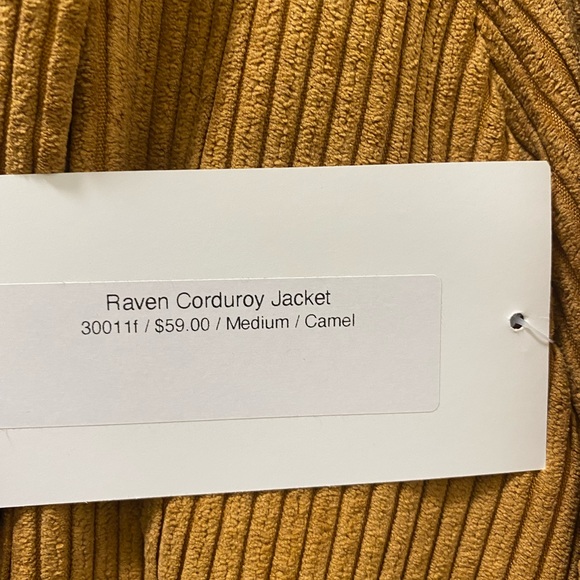 Raven Corduroy Jacket
30011f / $59.00 / Medium / Camel